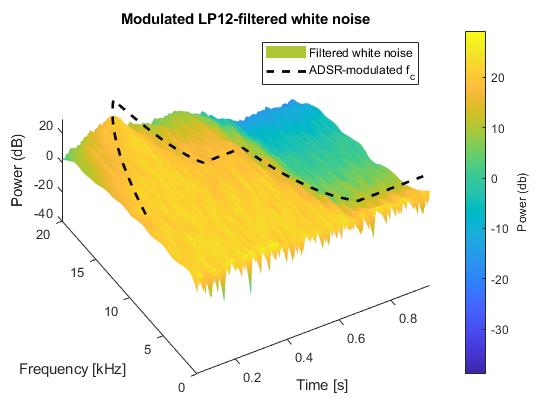 Modulated LP12-filtered white noise
Filtered white noise
ADSR-modulated fc
Power (dB)
20
0
-20
-40
20
15
10
5
0
Frequency [kHz]
0.2
0.4
0.6
0.8
Time [s]
20
10
0
-10
-20
-30
Power (db)